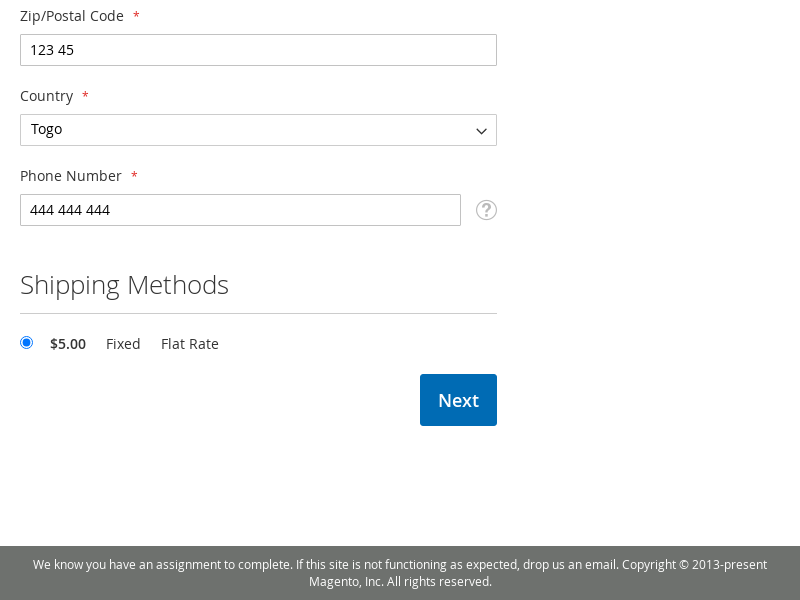 Zip/Postal Code *
123 45
Country *
Togo
Phone Number *
444 444 444
?
Shipping Methods
$5.00 Fixed Flat Rate
Next
We know you have an assignment to complete. If this site is not functioning as expected, drop us an email. Copyright © 2013-present
Magento, Inc. All rights reserved.